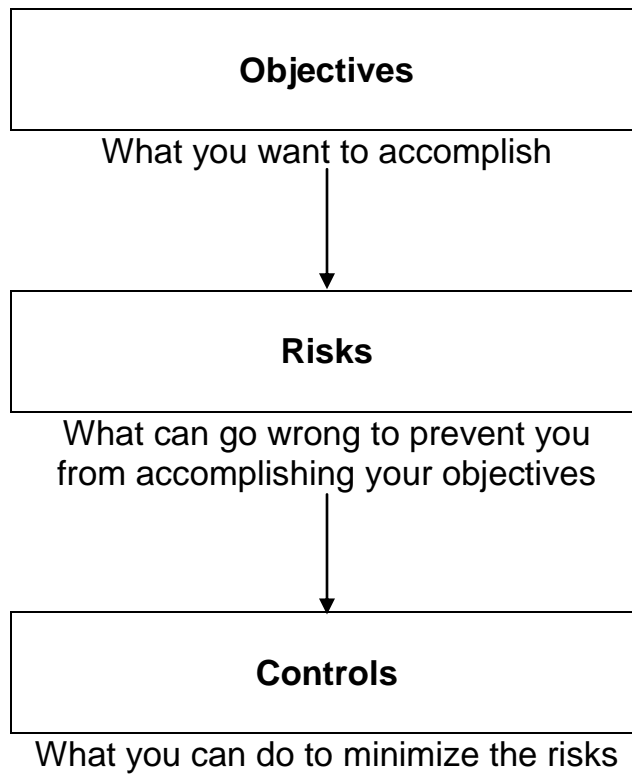 Objectives
What you want to accomplish
Risks
What can go wrong to prevent you
from accomplishing your objectives
Controls
What you can do to minimize the risks